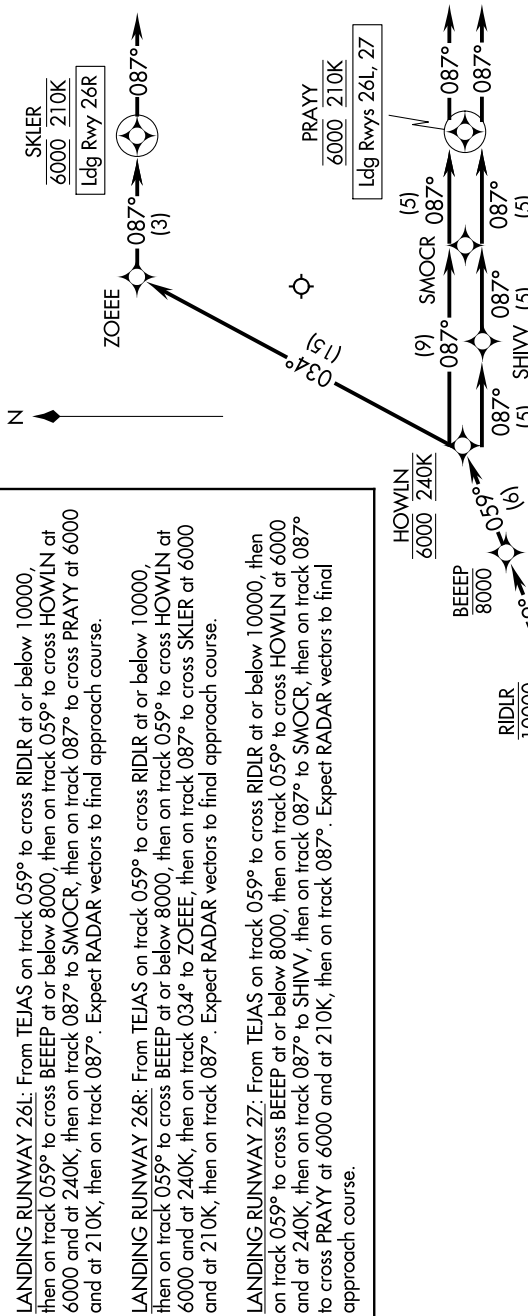 LANDING RUNWAY 26L: From TEJAS on track 059° to cross RIDLR at or below 10000,
then on track 059° to cross BEEEP at or below 8000, then on track 059° to cross HOWLN at
6000 and at 240K, then on track 087° to SMOCR, then on track 087° to cross PRAYY at 6000
and at 210K, then on track 087°. Expect RADAR vectors to final approach course.
LANDING RUNWAY 26R: From TEJAS on track 059° to cross RIDLR at or below 10000,
then on track 059° to cross BEEEP at or below 8000, then on track 059° to cross HOWLN at
6000 and at 240K, then on track 034° to ZOEEE, then on track 087° to cross SKLER at 6000
and at 210K, then on track 087°. Expect RADAR vectors to final approach course.
LANDING RUNWAY 27: From TEJAS on track 059° to cross RIDLR at or below 10000, then
on track 059° to cross BEEEP at or below 8000, then on track 059° to cross HOWLN at 6000
and at 240K, then on track 087° to SHIVV, then on track 087° to SMOCR, then on track 087°
to cross PRAYY at 6000 and at 210K, then on track 087°. Expect RADAR vectors to final
approach course.
N
SKLER
6000 210K
Ldg Rwy 26R
ZOEEE
087°
(3)
087°
034°
(15)
PRAYY
6000 210K
Ldg Rwys 26L, 27
HOWLN
6000 240K
(9)
087°
SMOCR
(5)
087°
087°
087°
(5)
SHIVV
087°
(5)
087°
(5)
087°
BEEEP
8000
059°
(6)
RIDLR